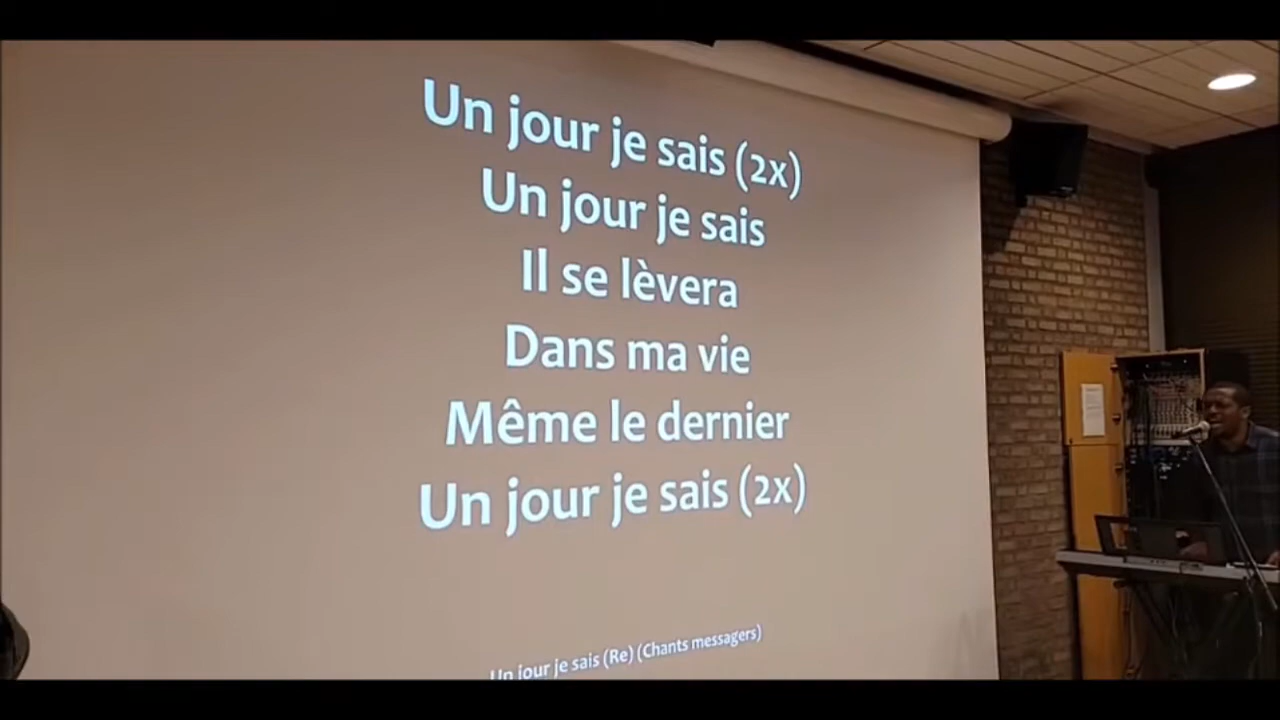 Un jour je sais (2x)
Un jour je sais
Il se lèvera
Dans ma vie
Même le dernier
Un jour je sais (2x)
Un jour je sais (Re) (Chants messagers)